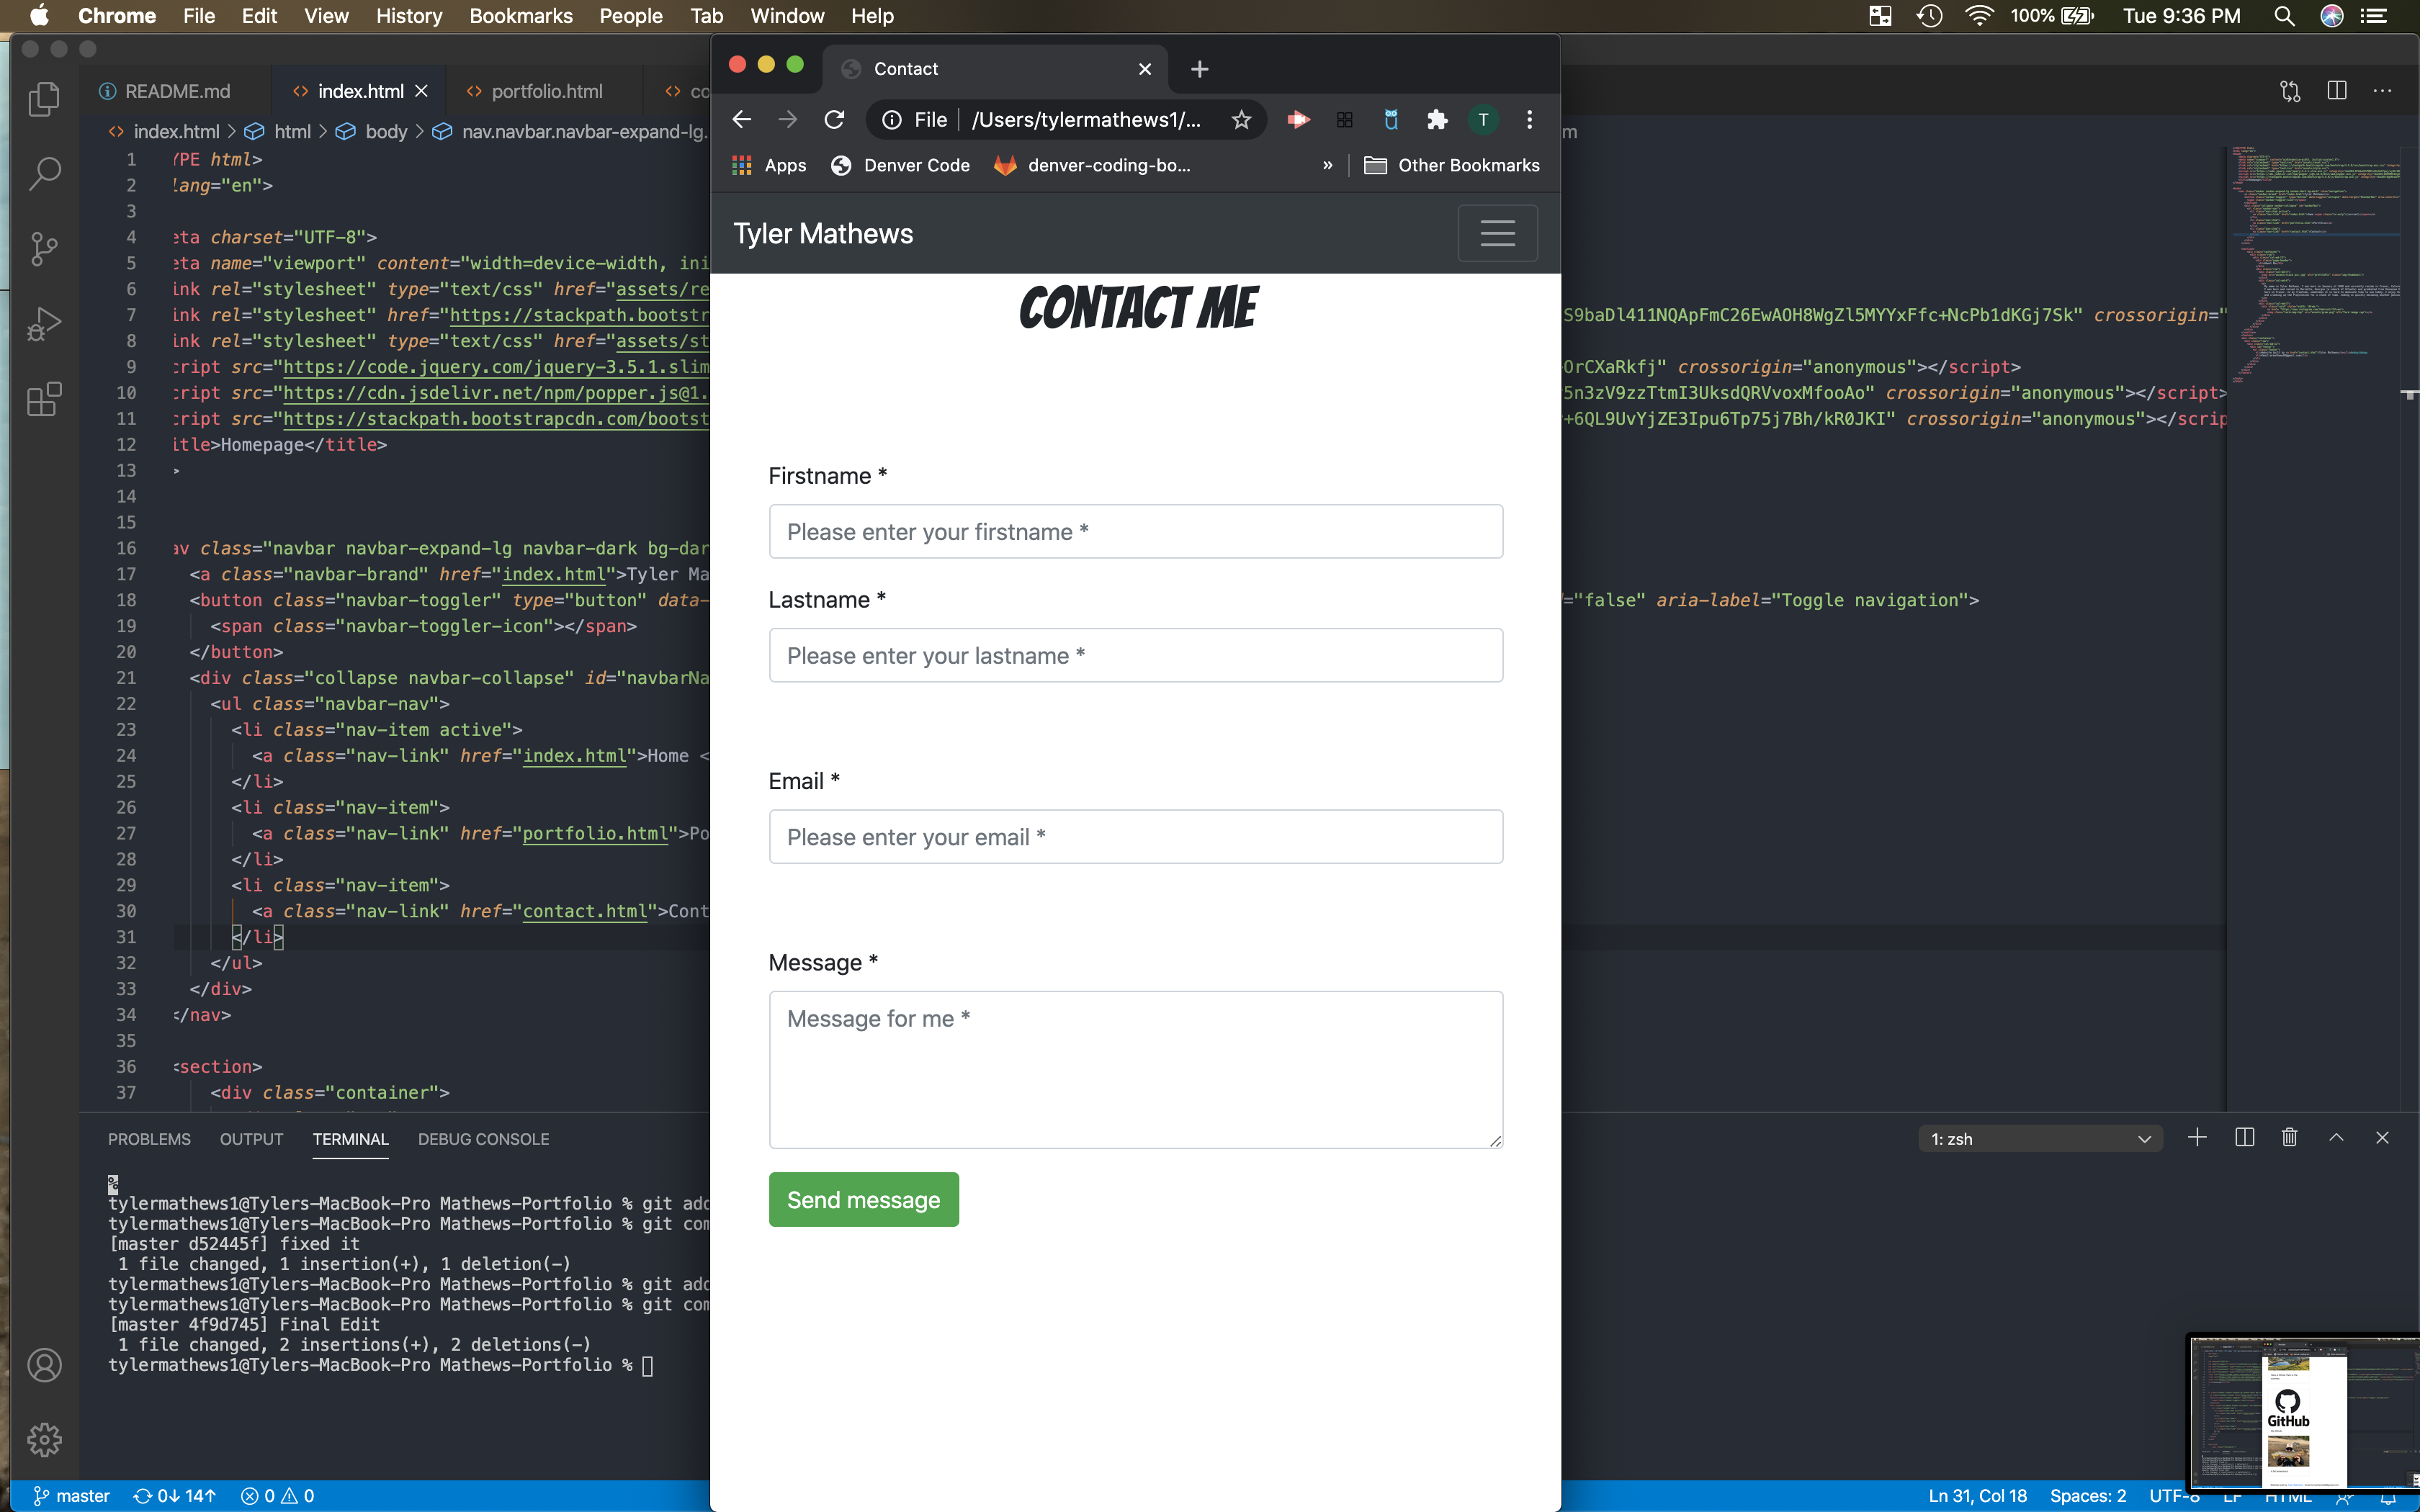 Chrome File Edit View History Bookmarks People Tab Window Help
100% Tue 9:36 PM
README.md
index.html
portfolio.html
co
index.html > html > body > nav.navbar.navbar-expand-lg.
m
1 YPE html>
2 lang="en">
3
4 eta charset="UTF-8">
5 eta name="viewport" content="width=device-width, ini
6 ink rel="stylesheet" type="text/css" href="assets/re
7 ink rel="stylesheet" href="https://stackpath.bootstr
8 ink rel="stylesheet" type="text/css" href="assets/st
9 cript src="https://code.jquery.com/jquery-3.5.1.slim
10 cript src="https://cdn.jsdelivr.net/npm/popper.js@1.
11 cript src="https://stackpath.bootstrapcdn.com/bootst
12 itle>Homepage</title>
13 >
14
15
16 av class="navbar navbar-expand-lg navbar-dark bg-dar
17 <a class="navbar-brand" href="index.html">Tyler Ma
18 <button class="navbar-toggler" type="button" data-
19 <span class="navbar-toggler-icon"></span>
20 </button>
21 <div class="collapse navbar-collapse" id="navbarNa
22 <ul class="navbar-nav">
23 <li class="nav-item active">
24 <a class="nav-link" href="index.html">Home <
25 </li>
26 <li class="nav-item">
27 <a class="nav-link" href="portfolio.html">Po
28 </li>
29 <li class="nav-item">
30 <a class="nav-link" href="contact.html">Cont
31 </li>
32 </ul>
33 </div>
34 </nav>
35
36 <section>
37 <div class="container">
S9baDl411NQApFmC26EwAOH8WgZl5MYYxFfc+NcPb1dKGj7Sk" crossorigin="
OrCXaRkfj" crossorigin="anonymous"></script>
5n3zV9zzTtmI3UksdQRVvoxMfooAo" crossorigin="anonymous"></script>
+6QL9UvYjZE3Ipu6Tp75j7Bh/kR0JKI" crossorigin="anonymous"></scrip
="false" aria-label="Toggle navigation">
Contact
File /Users/tylermathews1/...
T
Apps Denver Code denver-coding-bo... » Other Bookmarks
Tyler Mathews
CONTACT ME
Firstname *
Please enter your firstname *
Lastname *
Please enter your lastname *
Email *
Please enter your email *
Message *
Message for me *
Send message
PROBLEMS OUTPUT TERMINAL DEBUG CONSOLE
1: zsh
%
tylermathews1@Tylers-MacBook-Pro Mathews-Portfolio % git add
tylermathews1@Tylers-MacBook-Pro Mathews-Portfolio % git com
[master d52445f] fixed it
1 file changed, 1 insertion(+), 1 deletion(-)
tylermathews1@Tylers-MacBook-Pro Mathews-Portfolio % git add
tylermathews1@Tylers-MacBook-Pro Mathews-Portfolio % git com
[master 4f9d745] Final Edit
1 file changed, 2 insertions(+), 2 deletions(-)
tylermathews1@Tylers-MacBook-Pro Mathews-Portfolio %
GitHub
master 0↓ 14↑ 0 0
Ln 31, Col 18 Spaces: 2 UTF-8 LF HTML